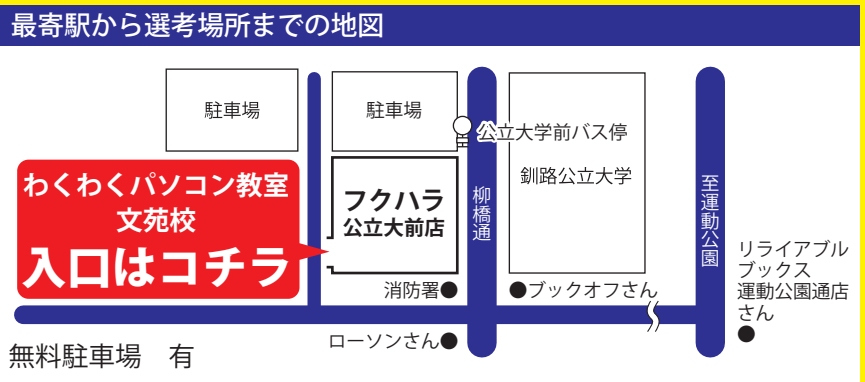 最寄駅から選考場所までの地図
駐車場
駐車場
公立大学前バス停
釧路公立大学
わくわくパソコン教室
文苑校
入口はコチラ
フクハラ
公立大前店
柳橋通
至運動公園
リライアブル
ブックス
運動公園通店
さん
消防署●
●ブックオフさん
ローソンさん●
●
無料駐車場　有